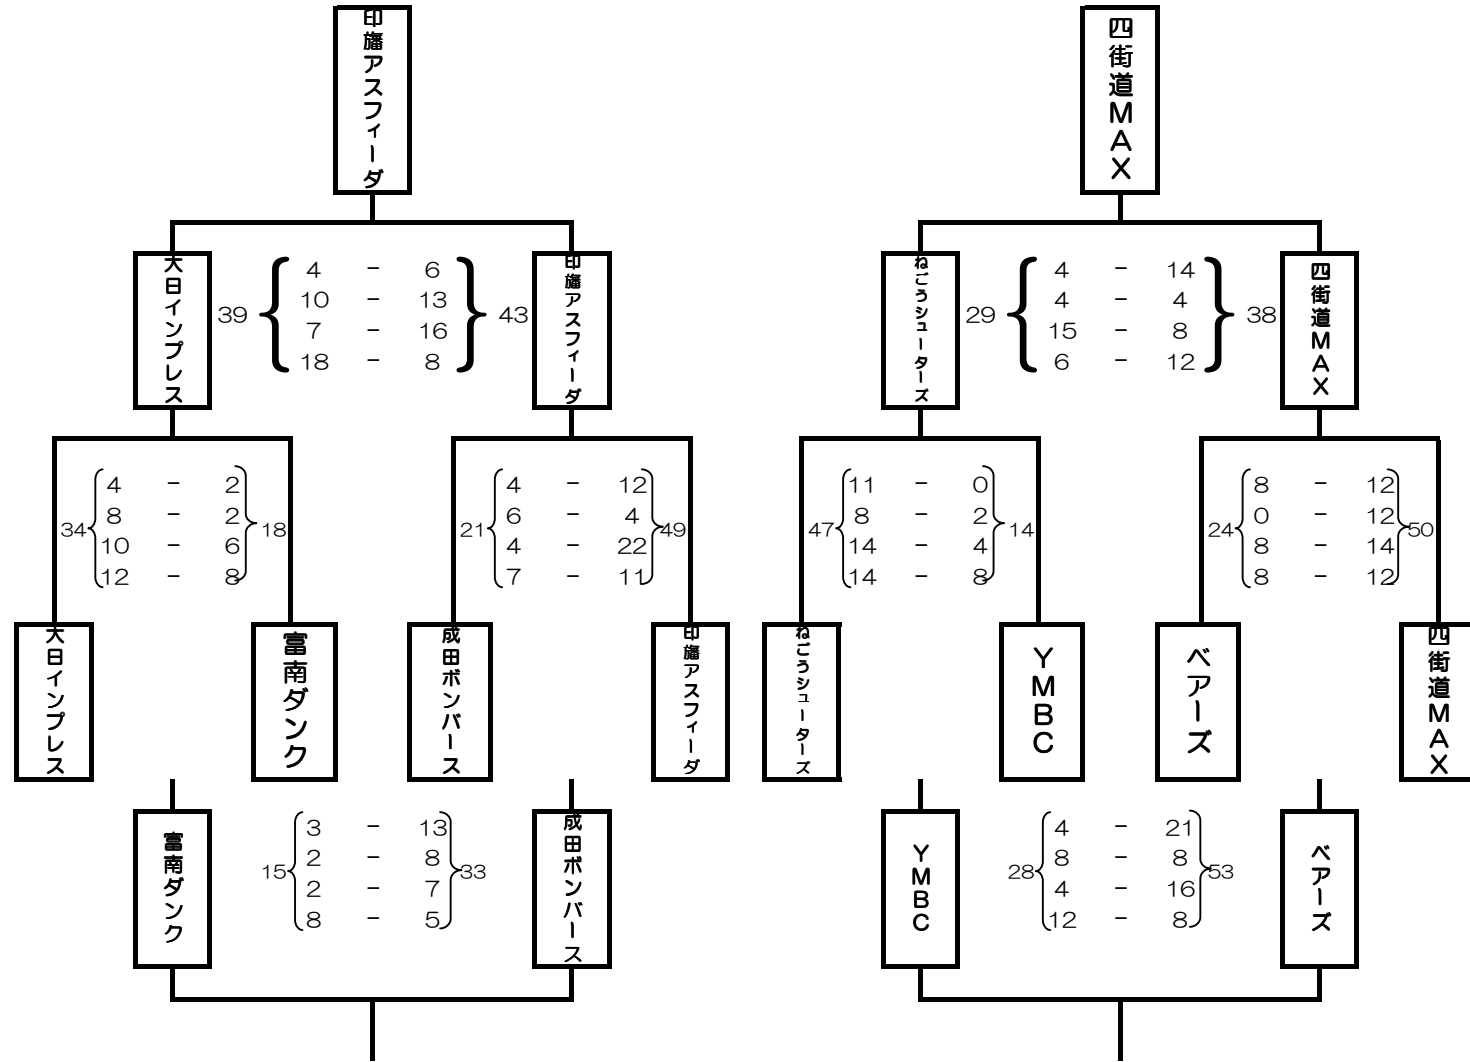 印旛アスフィーダ
四街道MAX
大日インプレス
39
4 - 6
10 - 13
7 - 16
18 - 8
43
印旛アスフィーダ
ねごうシューターズ
29
4 - 14
4 - 4
15 - 8
6 - 12
38
四街道MAX
34
4 - 2
8 - 2
10 - 6
12 - 8
18
21
4 - 12
6 - 4
4 - 22
7 - 11
49
47
11 - 0
8 - 2
14 - 4
14 - 8
14
24
8 - 12
0 - 12
8 - 14
8 - 12
50
大日インプレス
富南ダンク
成田ボンバース
印旛アスフィーダ
ねごうシューターズ
YMBC
ベアーズ
四街道MAX
富南ダンク
15
3 - 13
2 - 8
2 - 7
8 - 5
33
成田ボンバース
YMBC
28
4 - 21
8 - 8
4 - 16
12 - 8
53
ベアーズ